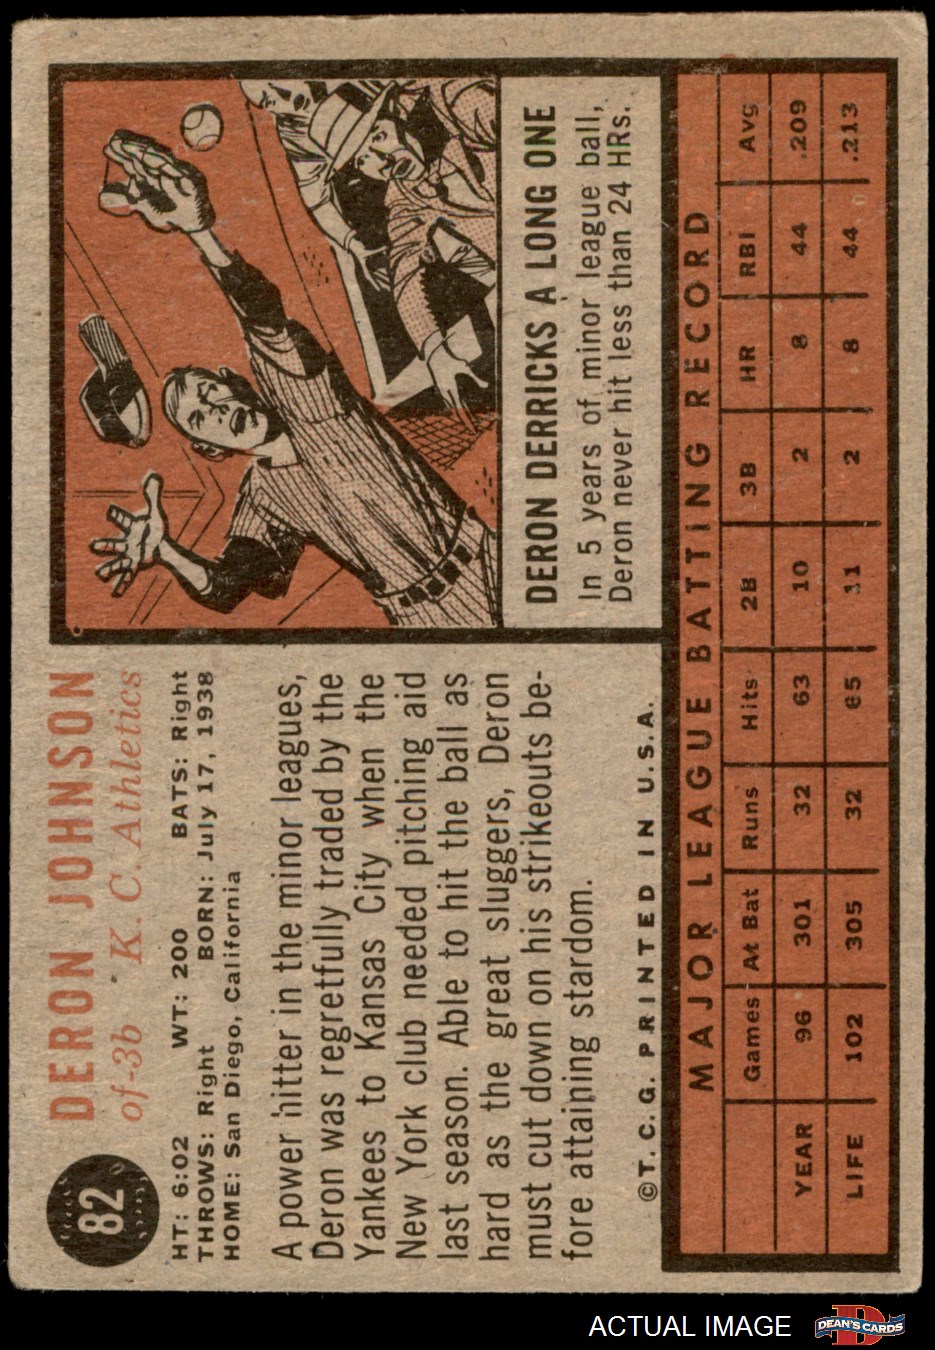 82
DERON JOHNSON
of-3b K. C. Athletics
HT: 6:02 WT: 200 BATS: Right
THROWS: Right BORN: July 17, 1938
HOME: San Diego, California
A power hitter in the minor leagues,
Deron was regretfully traded by the
Yankees to Kansas City when the
New York club needed pitching aid
last season. Able to hit the ball as
hard as the great sluggers, Deron
must cut down on his strikeouts be-
fore attaining stardom.
©T. C. G. PRINTED IN U.S.A.
DERON DERRICKS A LONG ONE
In 5 years of minor league ball,
Deron never hit less than 24 HRs.
MAJOR LEAGUE BATTING RECORD
Games At Bat Runs Hits 2B 3B HR RBI Avg
YEAR 96 301 32 63 10 2 8 44 .209
LIFE 102 305 32 65 11 2 8 44 .213
ACTUAL IMAGE
D
DEAN'S CARDS